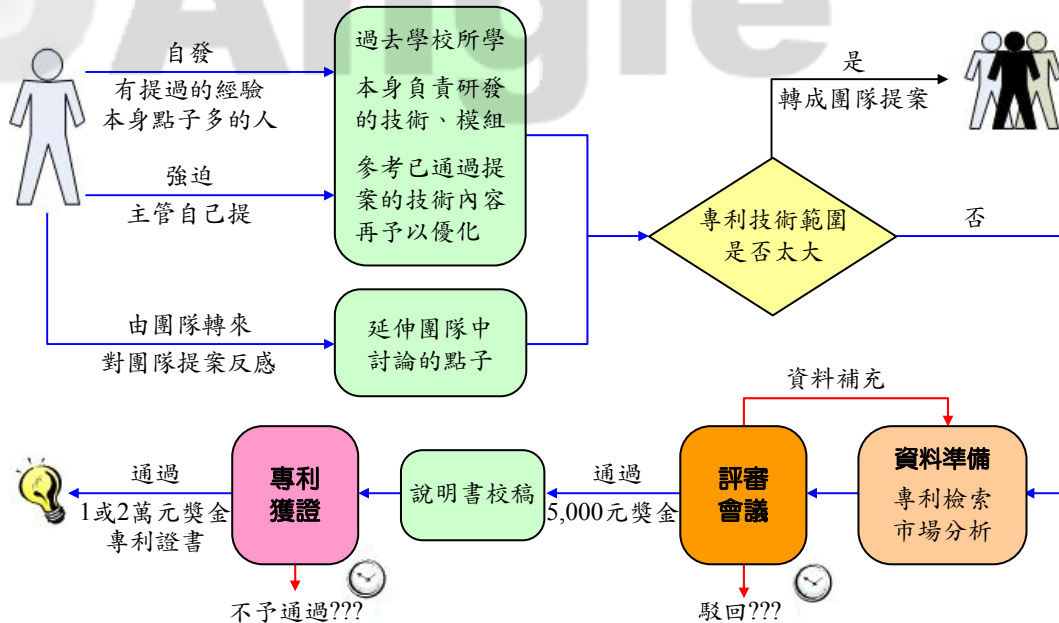 Angle
自發
有提過的經驗
本身點子多的人
強迫
主管自己提
由團隊轉來
對團隊提案反感
過去學校所學
本身負責研發
的技術、模組
參考已通過提
案的技術內容
再予以優化
延伸團隊中
討論的點子
專利技術範圍
是否太大
是
轉成團隊提案
否
資料補充
資料準備
專利檢索
市場分析
評審
會議
駁回???
通過
5,000元獎金
說明書校稿
專利
獲證
不予通過???
通過
1或2萬元獎金
專利證書